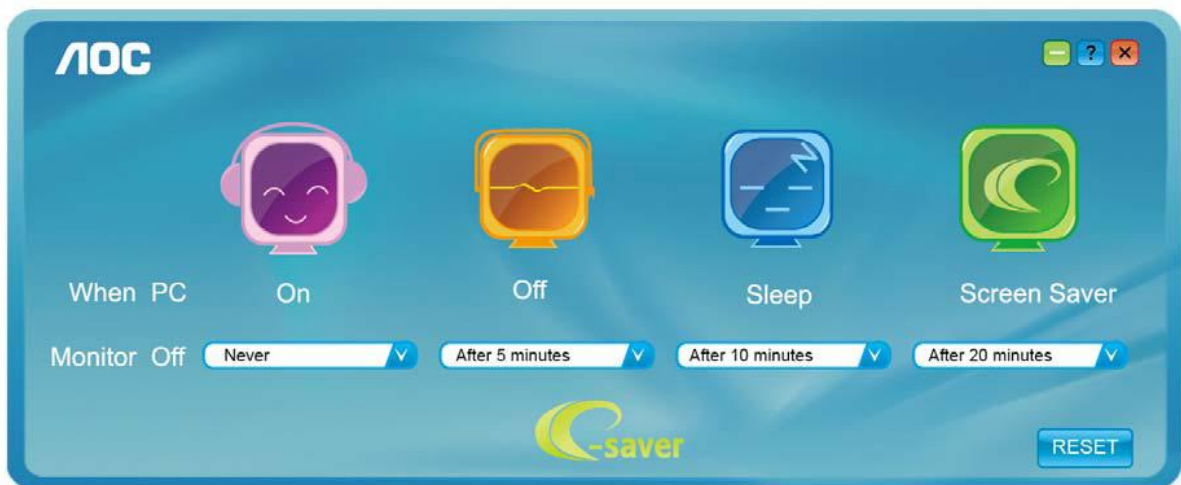 AOC
?
When PC On Off Sleep Screen Saver
Monitor Off Never After 5 minutes After 10 minutes After 20 minutes
e-saver
RESET